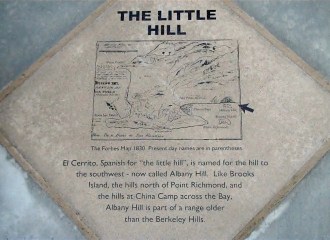 THE LITTLE
HILL
The Forbes Map 1830. Present day names are in parentheses
El Cerrito, Spanish for "the little hill", is named for the hill to
the southwest - now called Albany Hill. Like Brooks
Island, the hills north of Point Richmond, and
the hills at China Camp across the Bay,
Albany Hill is part of a range older
than the Berkeley Hills.